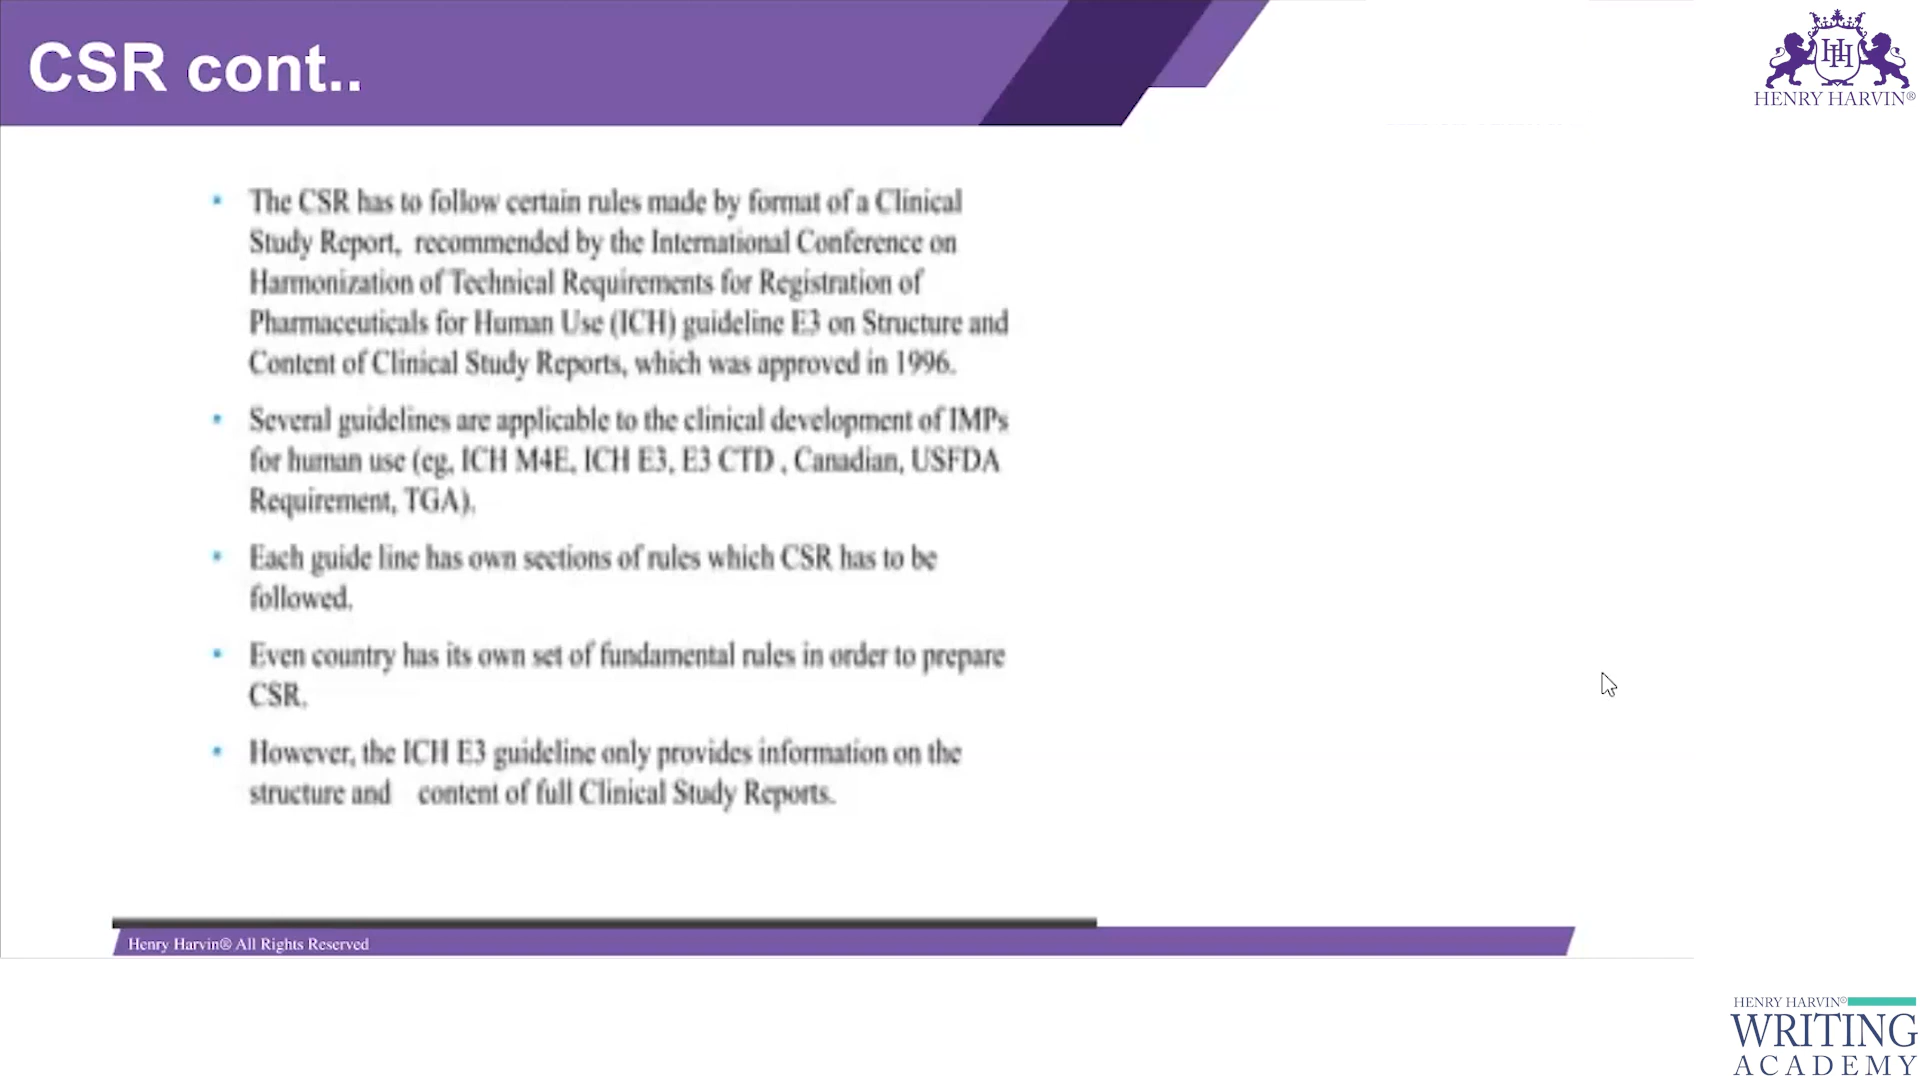 CSR cont..
HENRY HARVIN®
• The CSR has to follow certain rules made by format of a Clinical
Study Report, recommended by the International Conference on
Harmonization of Technical Requirements for Registration of
Pharmaceuticals for Human Use (ICH) guideline E3 on Structure and
Content of Clinical Study Reports, which was approved in 1996.
• Several guidelines are applicable to the clinical development of IMPs
for human use (eg, ICH M4E, ICH E3, E3 CTD , Canadian, USFDA
Requirement, TGA).
• Each guide line has own sections of rules which CSR has to be
followed.
• Even country has its own set of fundamental rules in order to prepare
CSR.
• However, the ICH E3 guideline only provides information on the
structure and content of full Clinical Study Reports.
Henry Harvin® All Rights Reserved
HENRY HARVIN®
WRITING
ACADEMY